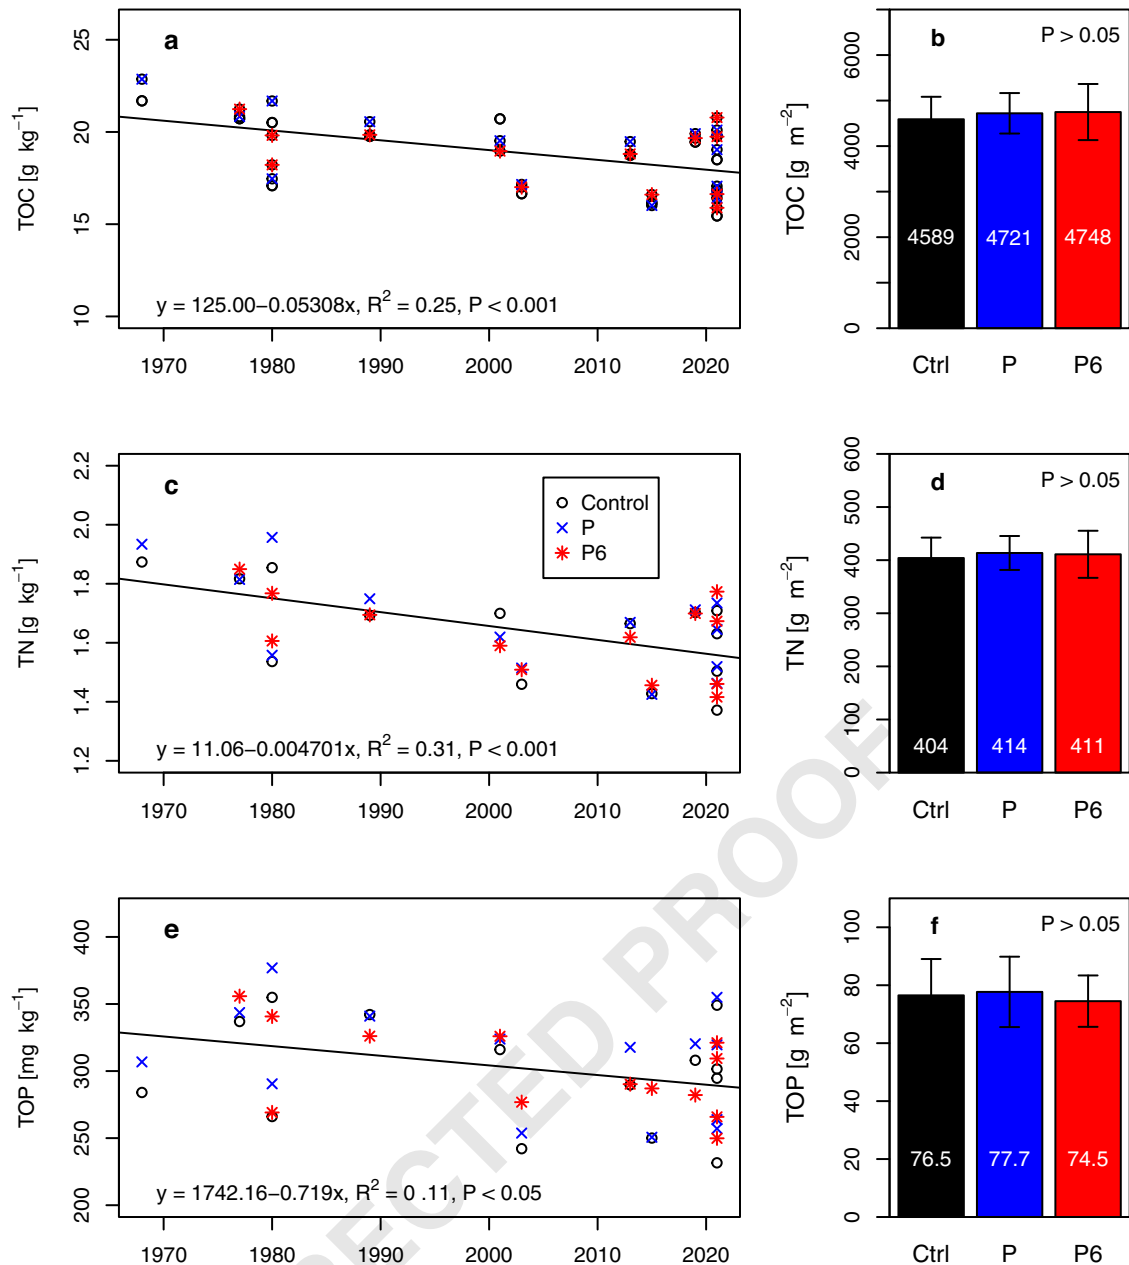 a
TOC [g kg⁻¹]
25
20
15
10
y = 125.00−0.05308x, R² = 0.25, P < 0.001
1970 1980 1990 2000 2010 2020
b
P > 0.05
TOC [g m⁻²]
6000
4000
2000
0
4589 4721 4748
Ctrl P P6
c
TN [g kg⁻¹]
2.2
2.0
1.8
1.6
1.4
1.2
Control
P
P6
y = 11.06−0.004701x, R² = 0.31, P < 0.001
1970 1980 1990 2000 2010 2020
d
P > 0.05
TN [g m⁻²]
600
500
400
300
200
100
0
404 414 411
Ctrl P P6
e
TOP [mg kg⁻¹]
400
350
300
250
200
y = 1742.16−0.719x, R² = 0 .11, P < 0.05
1970 1980 1990 2000 2010 2020
f
P > 0.05
TOP [g m⁻²]
100
80
60
40
20
0
76.5 77.7 74.5
Ctrl P P6
ECTED PROOF